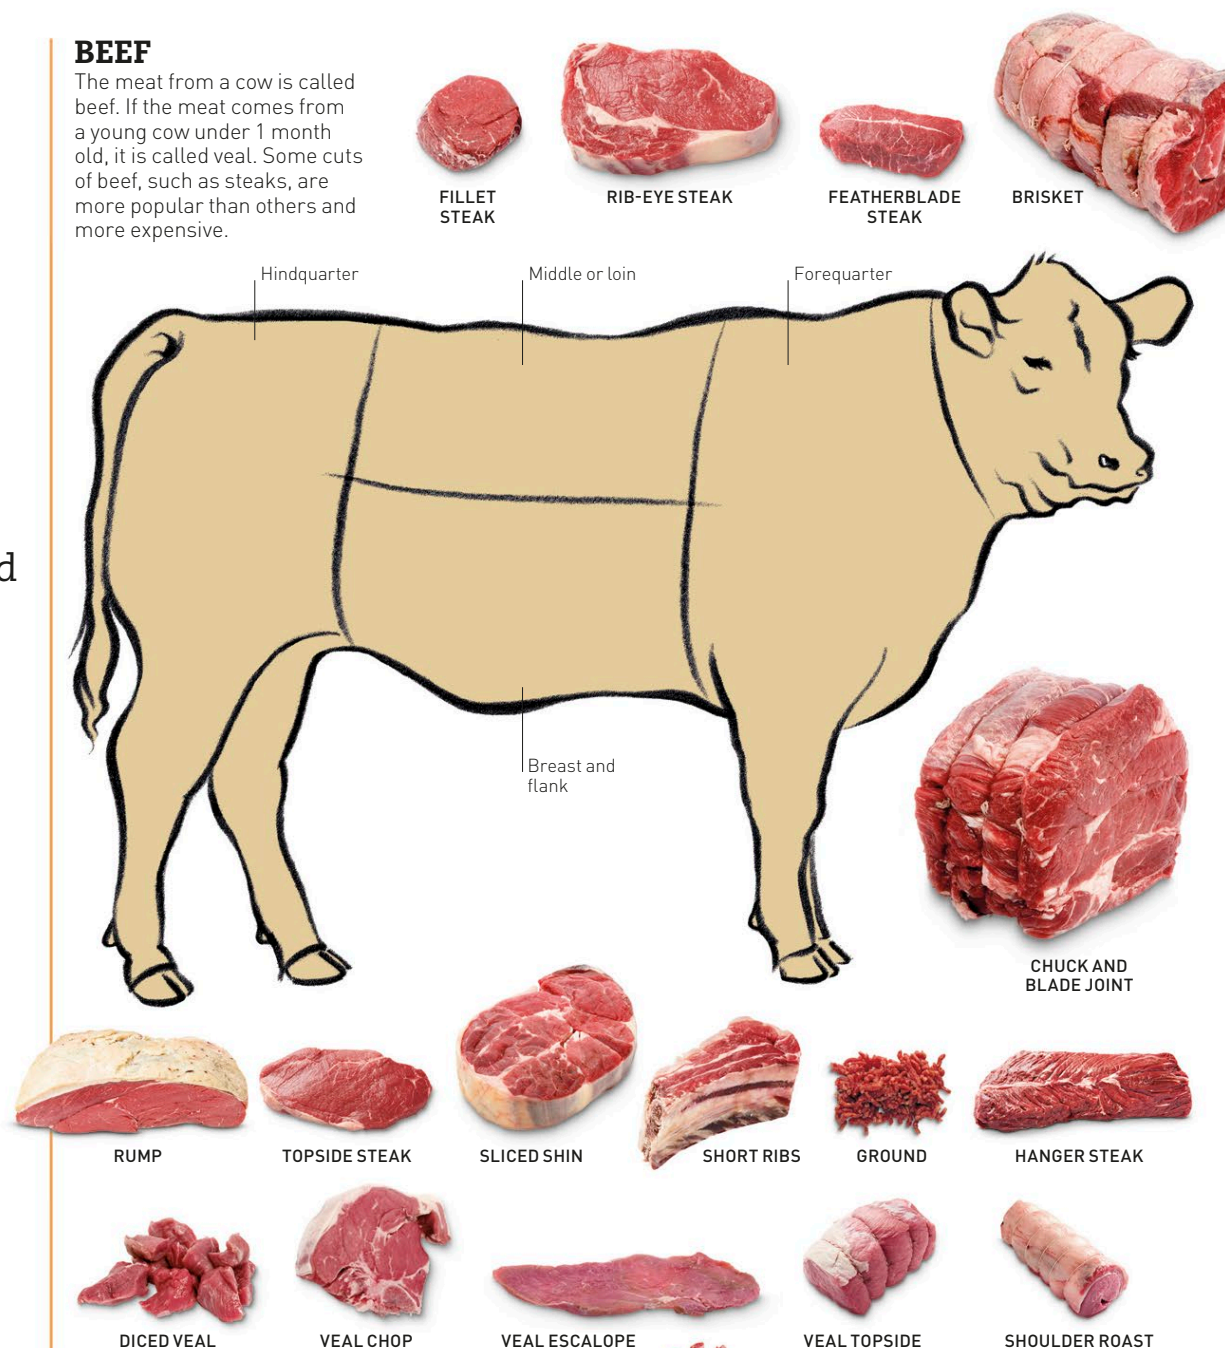 BEEF
The meat from a cow is called
beef. If the meat comes from
a young cow under 1 month
old, it is called veal. Some cuts
of beef, such as steaks, are
more popular than others and
more expensive.
FILLET
STEAK
RIB-EYE STEAK
FEATHERBLADE
STEAK
BRISKET
Hindquarter
Middle or loin
Forequarter
d
Breast and
flank
CHUCK AND
BLADE JOINT
RUMP
TOPSIDE STEAK
SLICED SHIN
SHORT RIBS
GROUND
HANGER STEAK
DICED VEAL
VEAL CHOP
VEAL ESCALOPE
VEAL TOPSIDE
SHOULDER ROAST